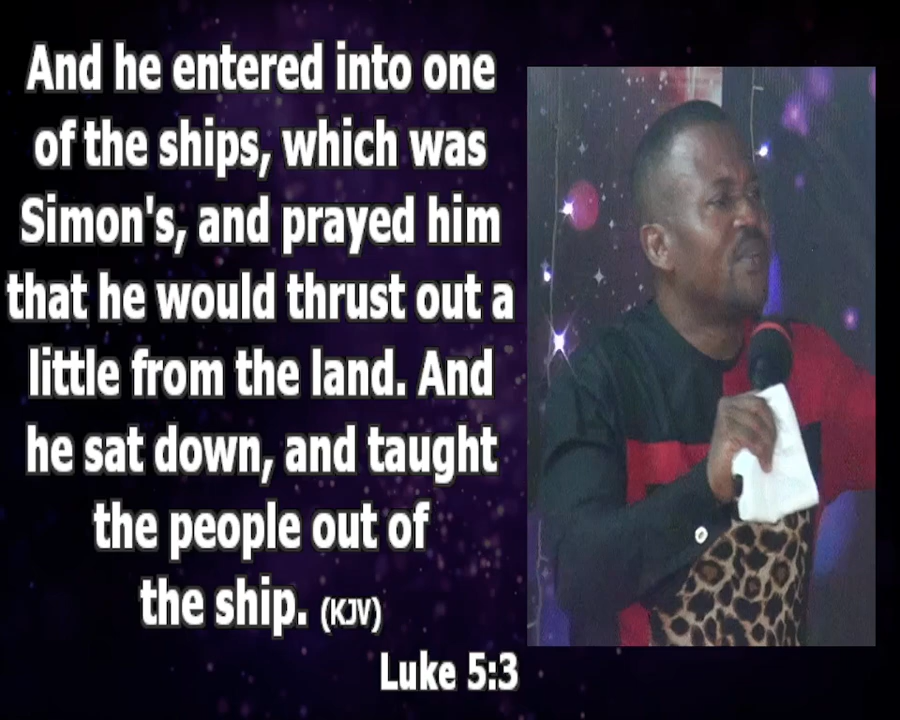 And he entered into one
of the ships, which was
Simon's, and prayed him
that he would thrust out a
little from the land. And
he sat down, and taught
the people out of
the ship. (KJV)
Luke 5:3